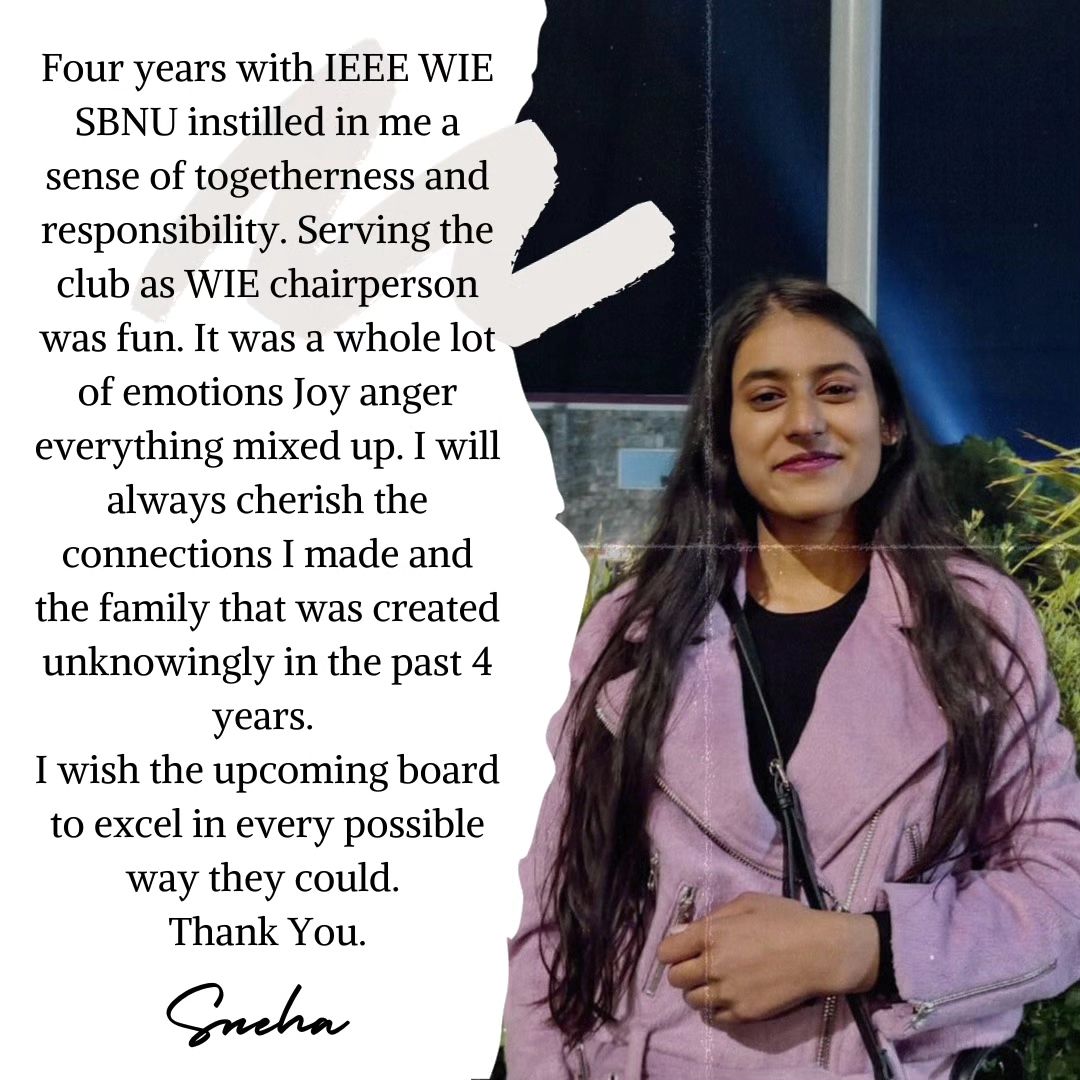 Four years with IEEE WIE
SBNU instilled in me a
sense of togetherness and
responsibility. Serving the
club as WIE chairperson
was fun. It was a whole lot
of emotions Joy anger
everything mixed up. I will
always cherish the
connections I made and
the family that was created
unknowingly in the past 4
years.
I wish the upcoming board
to excel in every possible
way they could.
Thank You.
Sneha